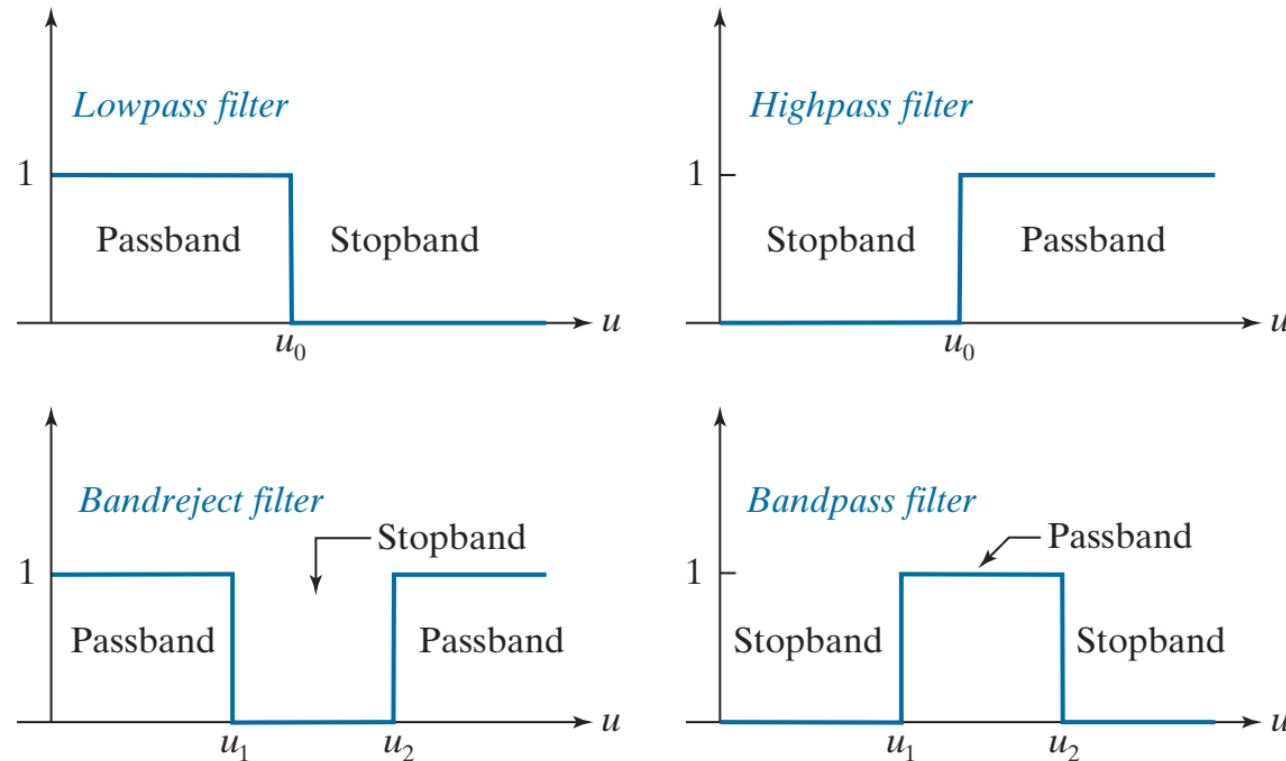 Lowpass filter
1
Passband
Stopband
u₀
u
Highpass filter
1
Stopband
Passband
u₀
u
Bandreject filter
Stopband
1
Passband
Passband
u₁
u₂
u
Bandpass filter
Passband
1
Stopband
Stopband
u₁
u₂
u